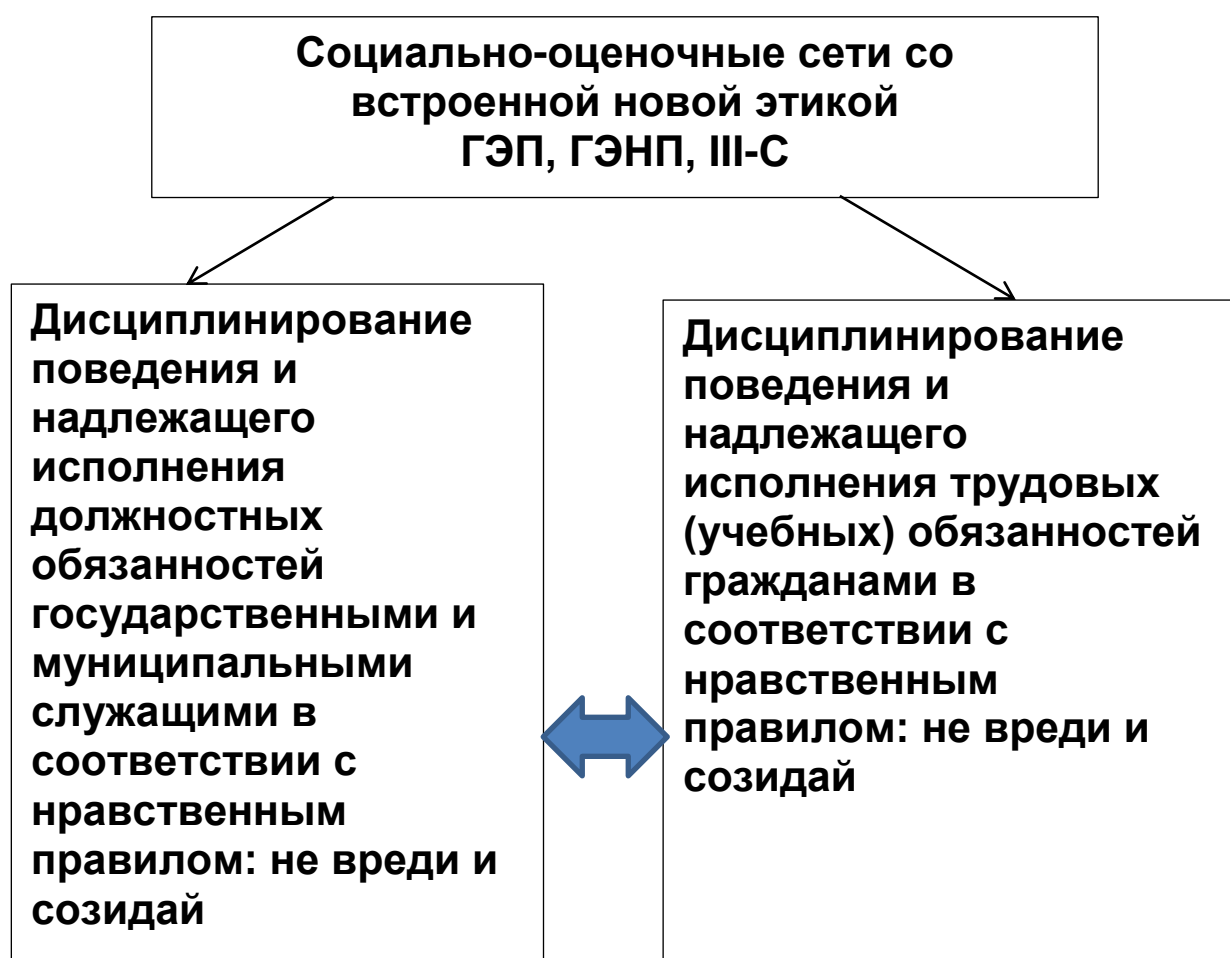 Социально-оценочные сети со
встроенной новой этикой
ГЭП, ГЭНП, III-С
Дисциплинирование
поведения и
надлежащего
исполнения
должностных
обязанностей
государственными и
муниципальными
служащими в
соответствии с
нравственным
правилом: не вреди и
созидай
Дисциплинирование
поведения и
надлежащего
исполнения трудовых
(учебных) обязанностей
гражданами в
соответствии с
нравственным
правилом: не вреди и
созидай